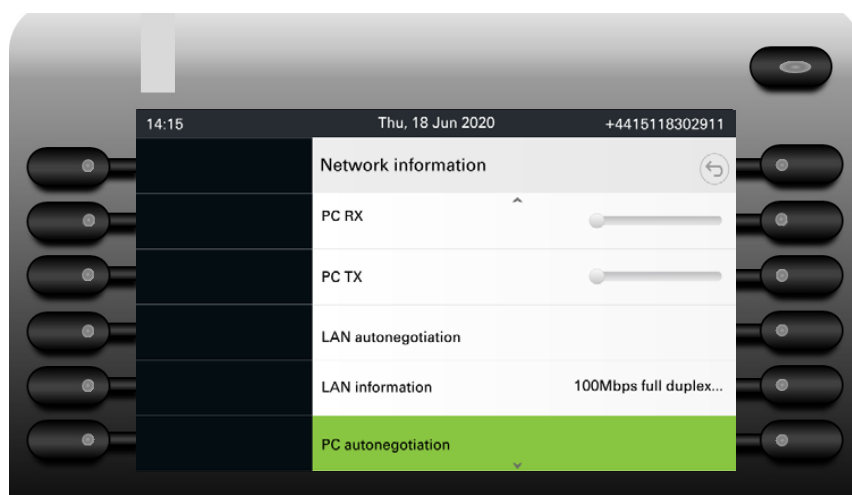 14:15 Thu, 18 Jun 2020 +4415118302911
Network information
PC RX
PC TX
LAN autonegotiation
LAN information 100Mbps full duplex...
PC autonegotiation